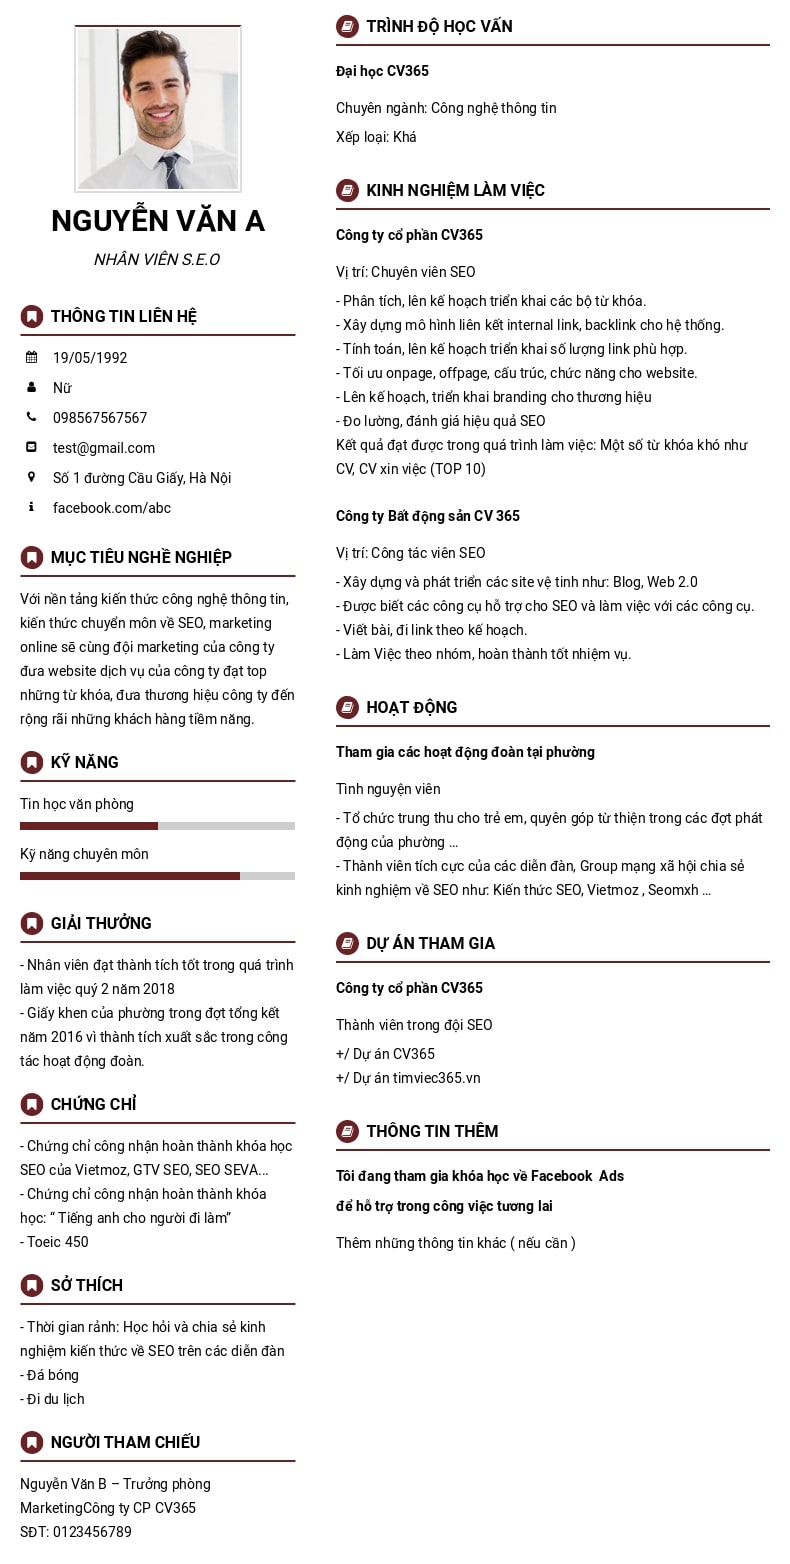 NGUYỄN VĂN A
NHÂN VIÊN S.E.O
THÔNG TIN LIÊN HỆ
19/05/1992
Nữ
098567567567
test@gmail.com
Số 1 đường Cầu Giấy, Hà Nội
facebook.com/abc
MỤC TIÊU NGHỀ NGHIỆP
Với nền tảng kiến thức công nghệ thông tin,
kiến thức chuyển môn về SEO, marketing
online sẽ cùng đội marketing của công ty
đưa website dịch vụ của công ty đạt top
những từ khóa, đưa thương hiệu công ty đến
rộng rãi những khách hàng tiềm năng.
KỸ NĂNG
Tin học văn phòng
Kỹ năng chuyên môn
GIẢI THƯỞNG
- Nhân viên đạt thành tích tốt trong quá trình
làm việc quý 2 năm 2018
- Giấy khen của phường trong đợt tổng kết
năm 2016 vì thành tích xuất sắc trong công
tác hoạt động đoàn.
CHỨNG CHỈ
- Chứng chỉ công nhận hoàn thành khóa học
SEO của Vietmoz, GTV SEO, SEO SEVA...
- Chứng chỉ công nhận hoàn thành khóa
học: “ Tiếng anh cho người đi làm”
- Toeic 450
SỞ THÍCH
- Thời gian rảnh: Học hỏi và chia sẻ kinh
nghiệm kiến thức về SEO trên các diễn đàn
- Đá bóng
- Đi du lịch
NGƯỜI THAM CHIẾU
Nguyễn Văn B – Trưởng phòng
MarketingCông ty CP CV365
SĐT: 0123456789
TRÌNH ĐỘ HỌC VẤN
Đại học CV365
Chuyên ngành: Công nghệ thông tin
Xếp loại: Khá
KINH NGHIỆM LÀM VIỆC
Công ty cổ phần CV365
Vị trí: Chuyên viên SEO
- Phân tích, lên kế hoạch triển khai các bộ từ khóa.
- Xây dựng mô hình liên kết internal link, backlink cho hệ thống.
- Tính toán, lên kế hoạch triển khai số lượng link phù hợp.
- Tối ưu onpage, offpage, cấu trúc, chức năng cho website.
- Lên kế hoạch, triển khai branding cho thương hiệu
- Đo lường, đánh giá hiệu quả SEO
Kết quả đạt được trong quá trình làm việc: Một số từ khóa khó như
CV, CV xin việc (TOP 10)
Công ty Bất động sản CV 365
Vị trí: Công tác viên SEO
- Xây dựng và phát triển các site vệ tinh như: Blog, Web 2.0
- Được biết các công cụ hỗ trợ cho SEO và làm việc với các công cụ.
- Viết bài, đi link theo kế hoạch.
- Làm Việc theo nhóm, hoàn thành tốt nhiệm vụ.
HOẠT ĐỘNG
Tham gia các hoạt động đoàn tại phường
Tình nguyện viên
- Tổ chức trung thu cho trẻ em, quyên góp từ thiện trong các đợt phát
động của phường ...
- Thành viên tích cực của các diễn đàn, Group mạng xã hội chia sẻ
kinh nghiệm về SEO như: Kiến thức SEO, Vietmoz , Seomxh ...
DỰ ÁN THAM GIA
Công ty cổ phần CV365
Thành viên trong đội SEO
+/ Dự án CV365
+/ Dự án timviec365.vn
THÔNG TIN THÊM
Tôi đang tham gia khóa học về Facebook Ads
để hỗ trợ trong công việc tương lai
Thêm những thông tin khác ( nếu cần )